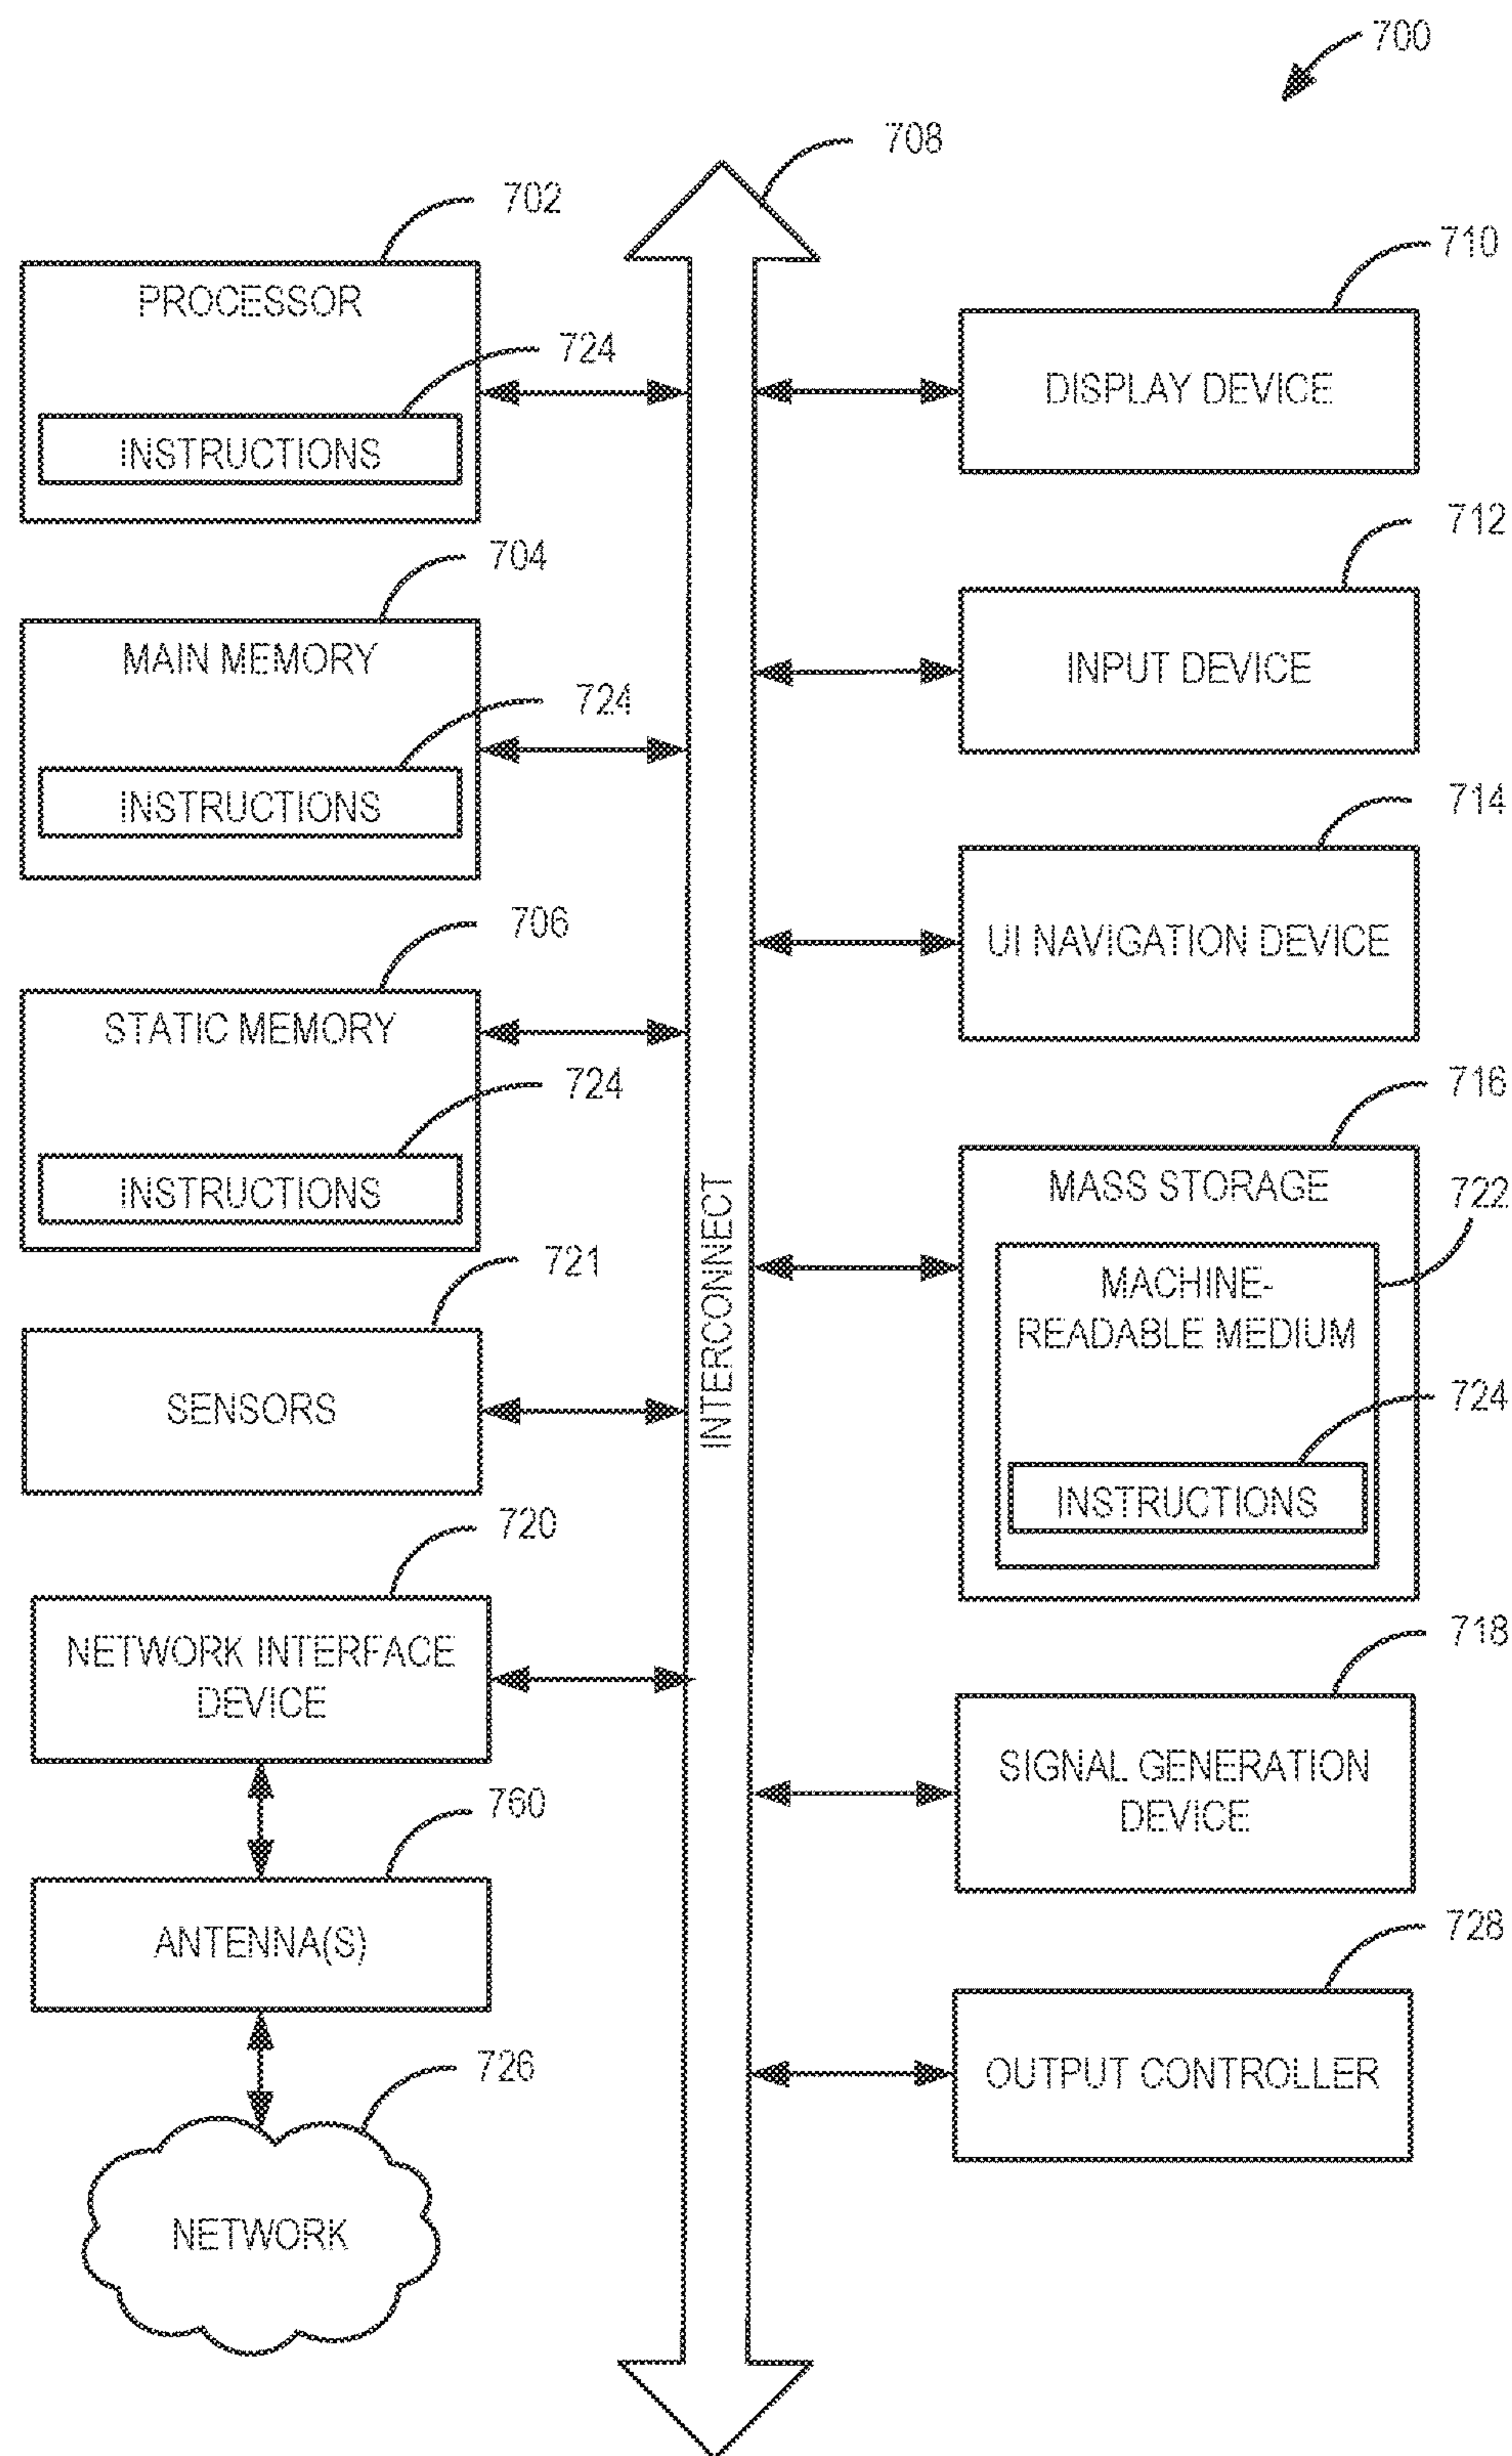 700
708
702
PROCESSOR
724
INSTRUCTIONS
704
MAIN MEMORY
724
INSTRUCTIONS
706
STATIC MEMORY
724
INSTRUCTIONS
721
SENSORS
720
NETWORK INTERFACE
DEVICE
760
ANTENNA(S)
726
NETWORK
INTERCONNECT
710
DISPLAY DEVICE
712
INPUT DEVICE
714
UI NAVIGATION DEVICE
716
MASS STORAGE
722
MACHINE-
READABLE MEDIUM
724
INSTRUCTIONS
718
SIGNAL GENERATION
DEVICE
728
OUTPUT CONTROLLER